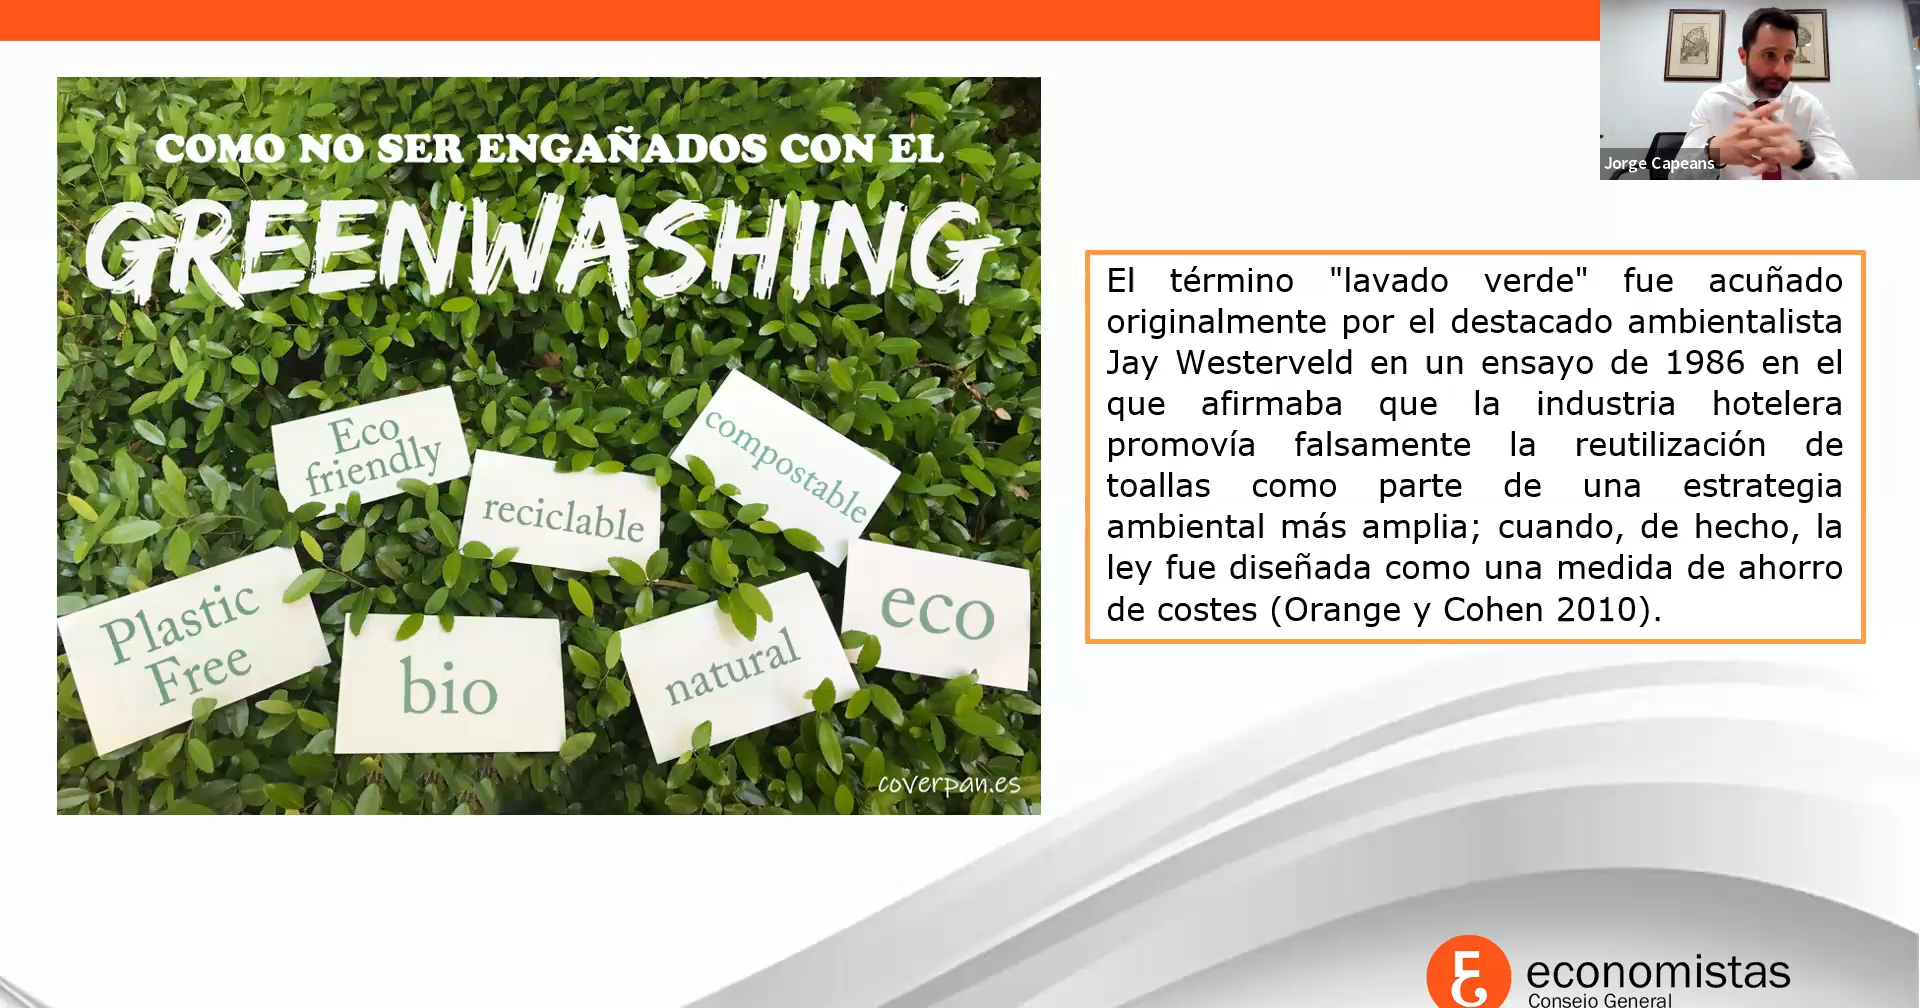 COMO NO SER ENGAÑADOS CON EL
GREENWASHING
Eco
friendly
reciclable
compostable
Plastic
Free
bio
natural
eco
coverpan.es
Jorge Capeans
El término "lavado verde" fue acuñado
originalmente por el destacado ambientalista
Jay Westerveld en un ensayo de 1986 en el
que afirmaba que la industria hotelera
promovía falsamente la reutilización de
toallas como parte de una estrategia
ambiental más amplia; cuando, de hecho, la
ley fue diseñada como una medida de ahorro
de costes (Orange y Cohen 2010).
economistas
Consejo General